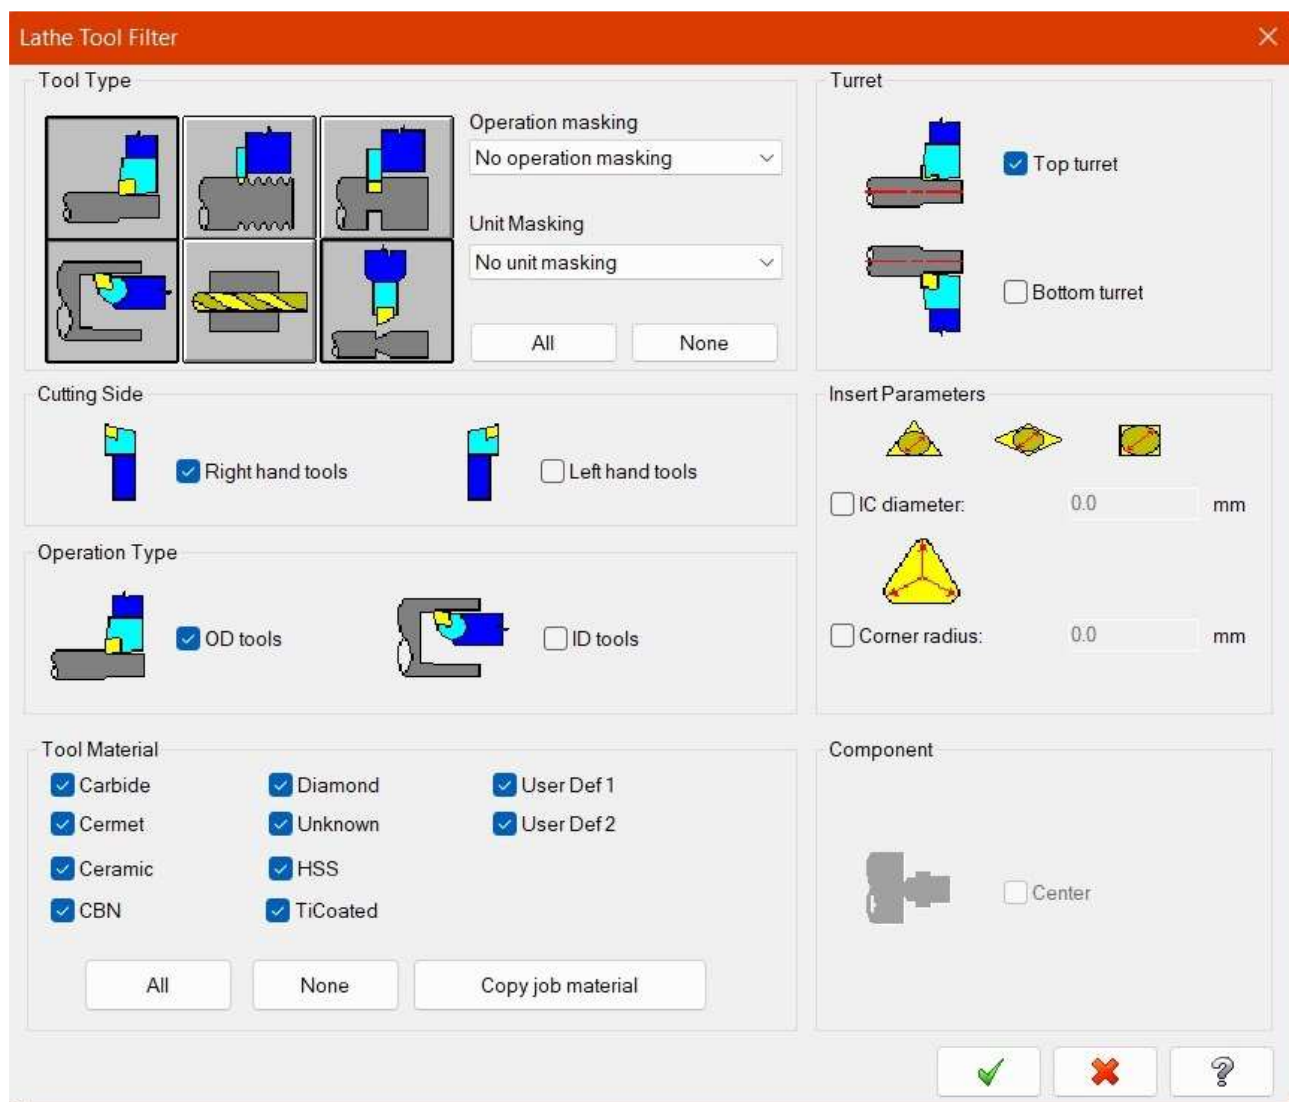 Lathe Tool Filter
Tool Type
Operation masking
No operation masking
Unit Masking
No unit masking
All
None
Turret
Top turret
Bottom turret
Cutting Side
Right hand tools
Left hand tools
Insert Parameters
IC diameter:
0.0
mm
Corner radius:
0.0
mm
Operation Type
OD tools
ID tools
Tool Material
Carbide
Diamond
User Def 1
Cermet
Unknown
User Def 2
Ceramic
HSS
CBN
TiCoated
All
None
Copy job material
Component
Center